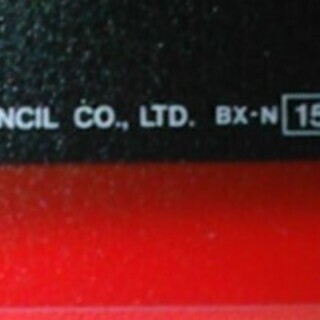 NCIL CO., LTD. BX-N 15